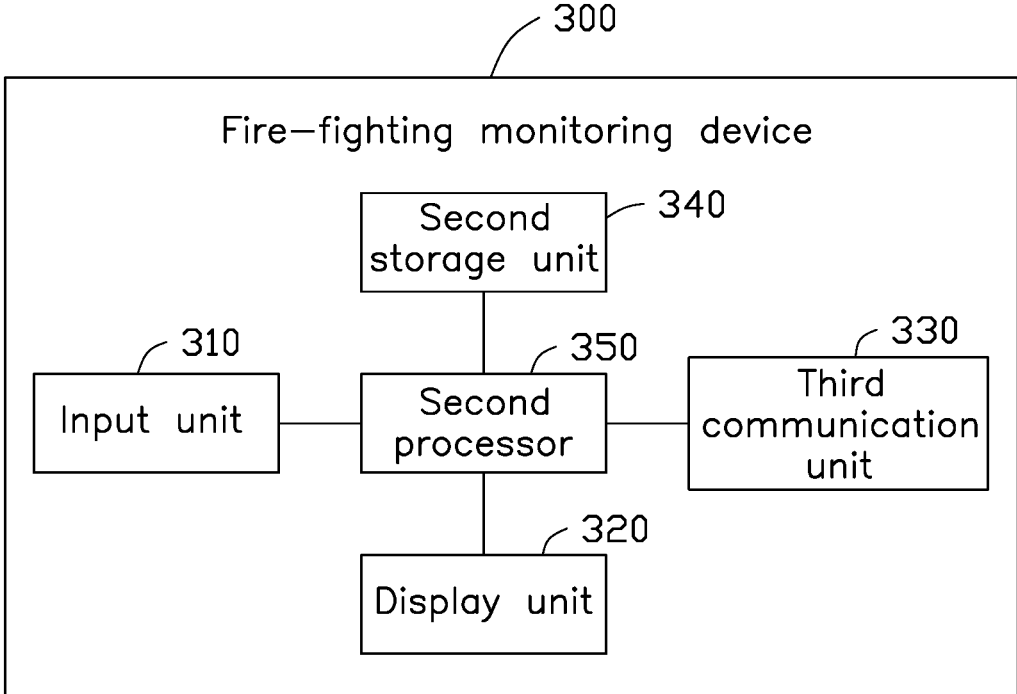 300
Fire-fighting monitoring device
Second
storage unit
340
310
Input unit
350
Second
processor
330
Third
communication
unit
320
Display unit